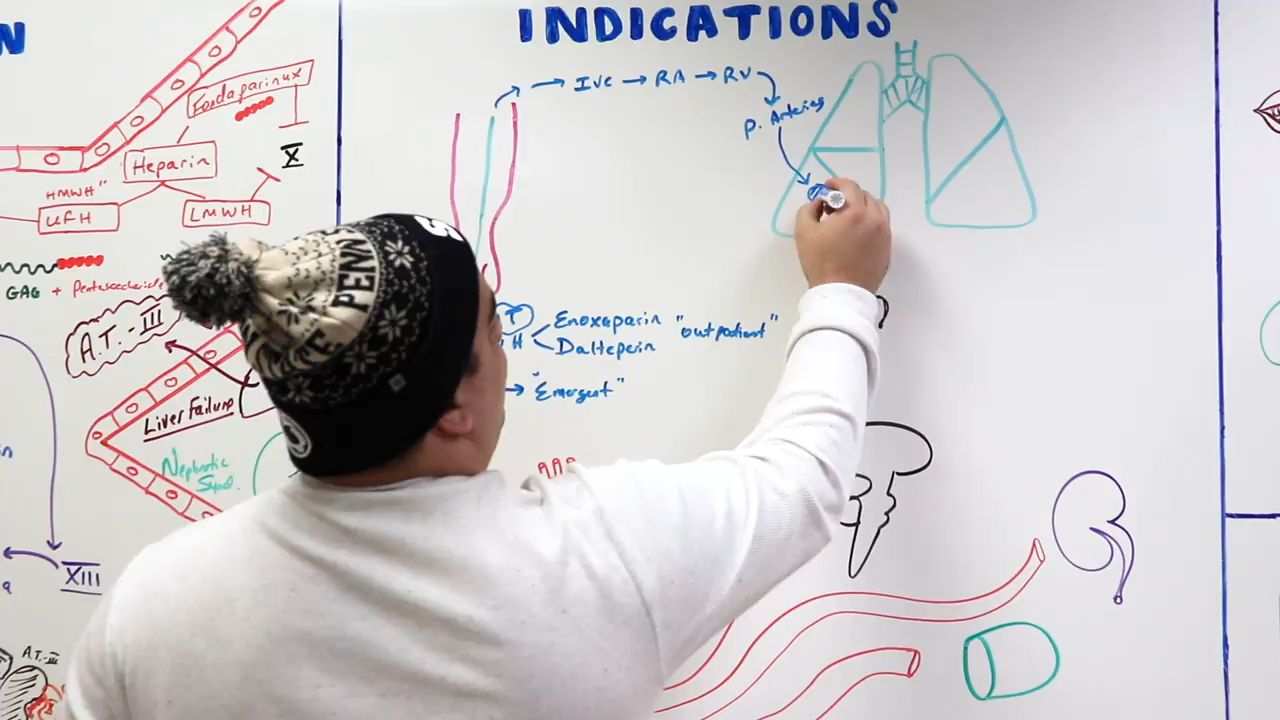 N
Fondaparinux
X
Heparin
HMWH"
UFH
LMWH
GAG + Pentasaccharide
A.T.-III
Liver Failure
Nephrotic
Synd.
XIII
A.T.-III
INDICATIONS
IVC → RA → RV
P. Arteries
H
Enoxaparin "outpatient"
Dalteparin
→ "Emergent"
PENN